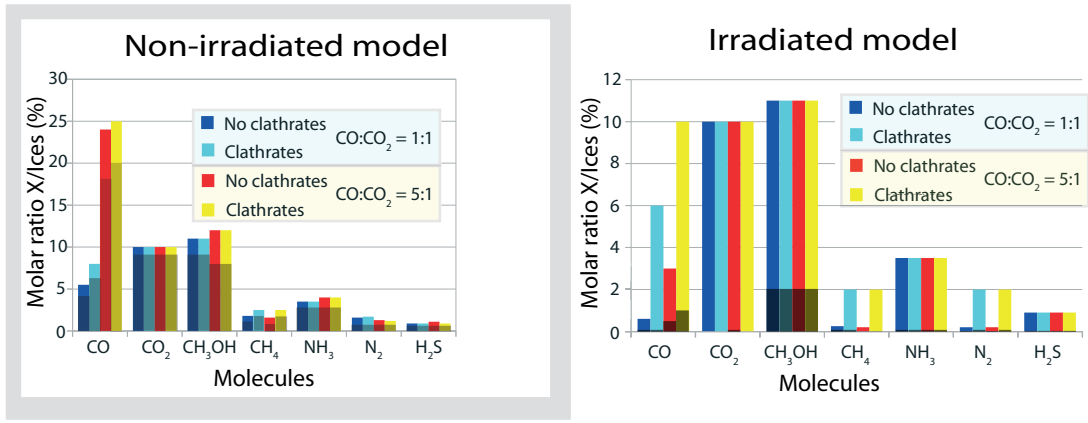 Non-irradiated model
Molar ratio X/Ices (%)
30
25
20
15
10
5
0
No clathrates
Clathrates
CO:CO₂ = 1:1
No clathrates
Clathrates
CO:CO₂ = 5:1
CO CO₂ CH₃OH CH₄ NH₃ N₂ H₂S
Molecules
Irradiated model
Molar ratio X/Ices (%)
12
10
8
6
4
2
0
No clathrates
Clathrates
CO:CO₂ = 1:1
No clathrates
Clathrates
CO:CO₂ = 5:1
CO CO₂ CH₃OH CH₄ NH₃ N₂ H₂S
Molecules